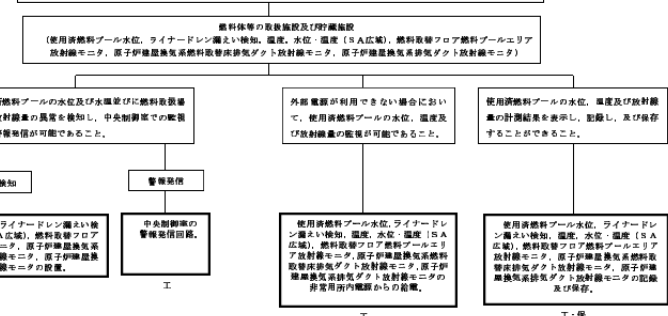 燃料体等の取扱施設及び貯蔵施設
(使用済燃料プール水位，ライナードレン漏えい検知，温度，水位・温度（ＳＡ広域），燃料取替フロア燃料プールエリア
放射線モニタ，原子炉建屋換気系燃料取替床排気ダクト放射線モニタ，原子炉建屋換気系排気ダクト放射線モニタ)
済燃料プールの水位及び水温並びに燃料取扱場
放射線量の異常を検知し，中央制御室での監視
警報発信が可能であること。
外部電源が利用できない場合におい
て，使用済燃料プールの水位，温度及
び放射線量の監視が可能であること。
使用済燃料プールの水位，温度及び放射線
量の計測結果を表示し，記録し，及び保存
することができること。
検知
警報発信
ライナードレン漏えい検
Ａ広域)，燃料取替フロア
ニタ，原子炉建屋換気系
線モニタ，原子炉建屋換
線モニタの設置。
中央制御室の
警報発信回路。
使用済燃料プール水位，ライナードレ
ン漏えい検知，温度，水位・温度（ＳＡ
広域），燃料取替フロア燃料プールエリ
ア放射線モニタ，原子炉建屋換気系燃料
取替床排気ダクト放射線モニタ，原子炉
建屋換気系排気ダクト放射線モニタの
非常用所内電源からの給電。
使用済燃料プール水位，ライナードレ
ン漏えい検知，温度，水位・温度（ＳＡ
広域），燃料取替フロア燃料プールエリア
放射線モニタ，原子炉建屋換気系燃料取
替床排気ダクト放射線モニタ，原子炉建
屋換気系排気ダクト放射線モニタの記録
及び保存。
工
工
工・保